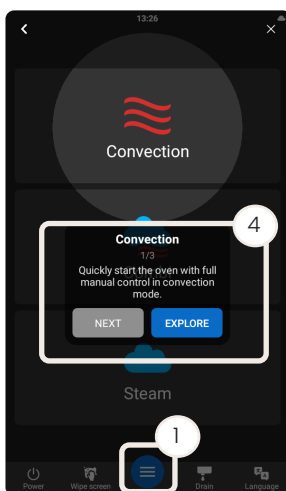 13:26
Convection
4
Convection
1/3
Quickly start the oven with full
manual control in convection
mode.
NEXT EXPLORE
Steam
1
Power Wipe screen Drain Language